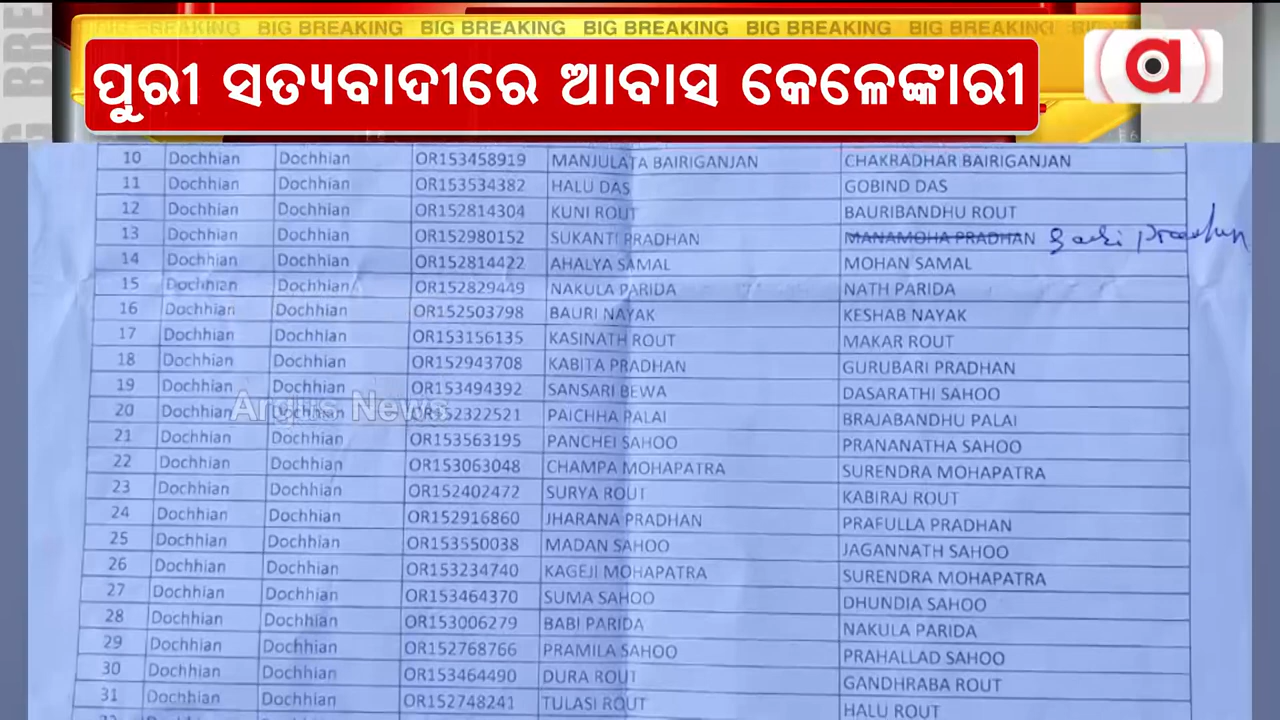 BIG BREAKING BIG BREAKING BIG BREAKING BIG BREAKING BIG BREAKING BIG BREAKING
ପୁରୀ ସତ୍ୟବାଦୀରେ ଆବାସ କେଳେଙ୍କାରୀ
10 Dochhian Dochhian OR153458919 MANJULATA BAIRIGANJAN CHAKRADHAR BAIRIGANJAN
11 Dochhian Dochhian OR153534382 HALU DAS GOBIND DAS
12 Dochhian Dochhian OR152814304 KUNI ROUT BAURIBANDHU ROUT
13 Dochhian Dochhian OR152980152 SUKANTI PRADHAN MANAMOHA PRADHAN
14 Dochhian Dochhian OR152814422 AHALYA SAMAL MOHAN SAMAL
15 Dochhian Dochhian OR152829449 NAKULA PARIDA NATH PARIDA
16 Dochhian Dochhian OR152503798 BAURI NAYAK KESHAB NAYAK
17 Dochhian Dochhian OR153156135 KASINATH ROUT MAKAR ROUT
18 Dochhian Dochhian OR152943708 KABITA PRADHAN GURUBARI PRADHAN
19 Dochhian Dochhian OR153494392 SANSARI BEWA DASARATHI SAHOO
20 Dochhian Dochhian OR152322521 PAICHHA PALAI BRAJABANDHU PALAI
Argus News
21 Dochhian Dochhian OR153563195 PANCHEI SAHOO PRANANATHA SAHOO
22 Dochhian Dochhian OR153063048 CHAMPA MOHAPATRA SURENDRA MOHAPATRA
23 Dochhian Dochhian OR152402472 SURYA ROUT KABIRAJ ROUT
24 Dochhian Dochhian OR152916860 JHARANA PRADHAN PRAFULLA PRADHAN
25 Dochhian Dochhian OR153550038 MADAN SAHOO JAGANNATH SAHOO
26 Dochhian Dochhian OR153234740 KAGEJI MOHAPATRA SURENDRA MOHAPATRA
27 Dochhian Dochhian OR153464370 SUMA SAHOO DHUNDIA SAHOO
28 Dochhian Dochhian OR153006279 BABI PARIDA NAKULA PARIDA
29 Dochhian Dochhian OR152768766 PRAMILA SAHOO PRAHALLAD SAHOO
30 Dochhian Dochhian OR153464490 DURA ROUT GANDHRABA ROUT
31 Dochhian Dochhian OR152748241 TULASI ROUT HALU ROUT